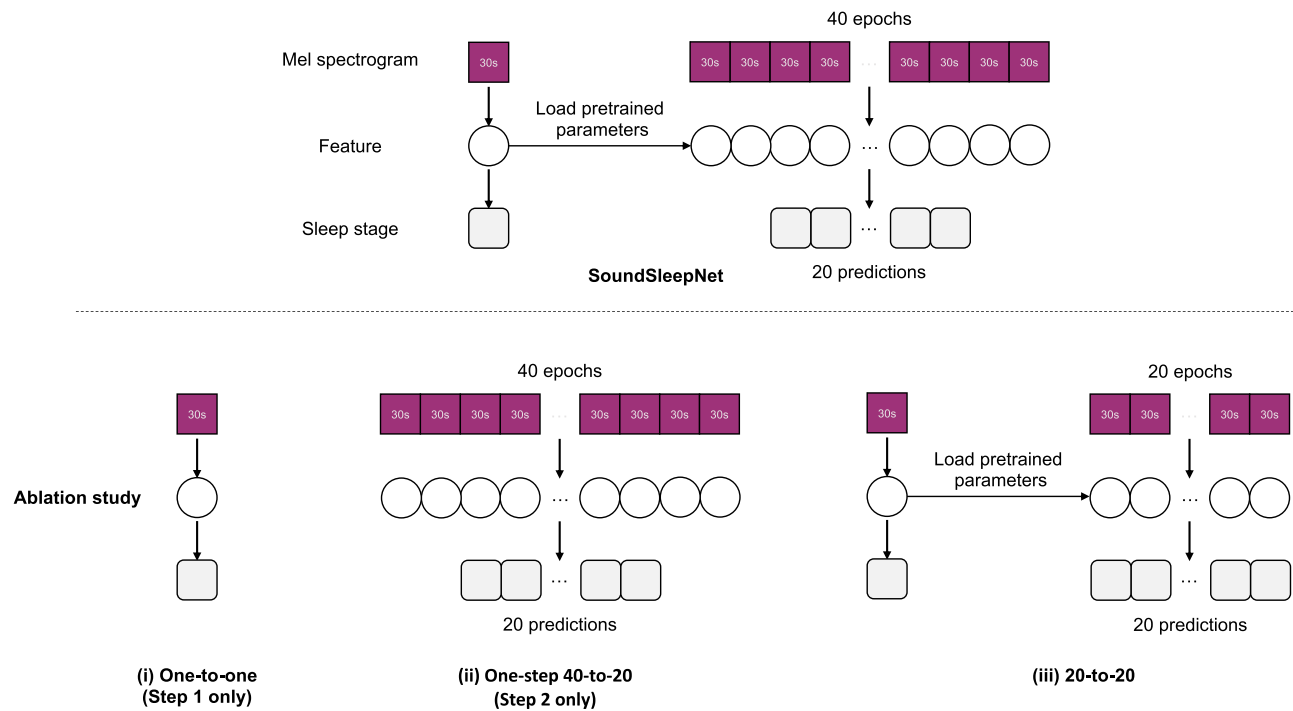 40 epochs
Mel spectrogram
30s
30s 30s 30s 30s ... 30s 30s 30s 30s
Load pretrained
parameters
Feature
...
Sleep stage
...
SoundSleepNet
20 predictions
40 epochs
20 epochs
30s
30s 30s 30s 30s ... 30s 30s 30s 30s
30s
30s 30s ... 30s 30s
Load pretrained
parameters
Ablation study
...
...
...
...
20 predictions
20 predictions
(i) One-to-one
(Step 1 only)
(ii) One-step 40-to-20
(Step 2 only)
(iii) 20-to-20